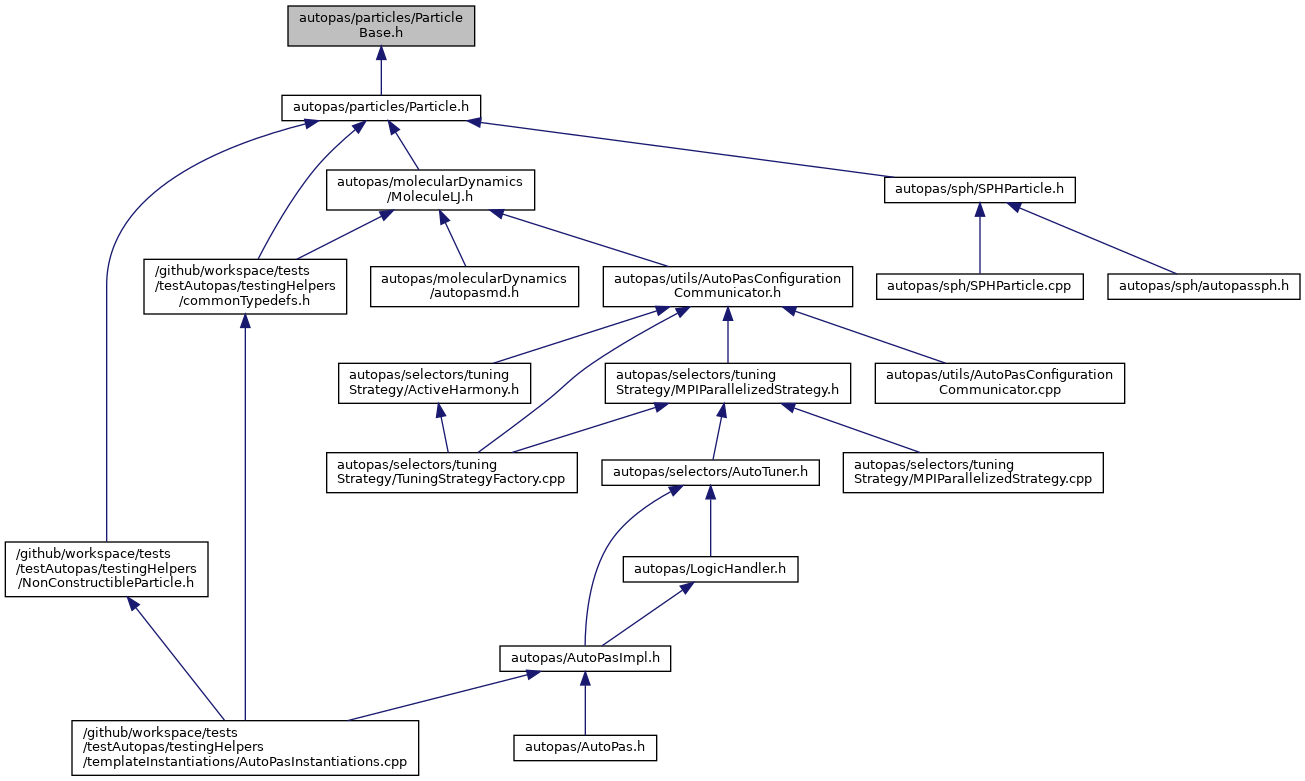 autopas/particles/Particle
Base.h
autopas/particles/Particle.h
autopas/molecularDynamics
/MoleculeLJ.h
autopas/sph/SPHParticle.h
/github/workspace/tests
/testAutopas/testingHelpers
/commonTypedefs.h
autopas/molecularDynamics
/autopasmd.h
autopas/utils/AutoPasConfiguration
Communicator.h
autopas/sph/SPHParticle.cpp
autopas/sph/autopassph.h
autopas/selectors/tuning
Strategy/ActiveHarmony.h
autopas/selectors/tuning
Strategy/MPIParallelizedStrategy.h
autopas/utils/AutoPasConfiguration
Communicator.cpp
autopas/selectors/tuning
Strategy/TuningStrategyFactory.cpp
autopas/selectors/AutoTuner.h
autopas/selectors/tuning
Strategy/MPIParallelizedStrategy.cpp
/github/workspace/tests
/testAutopas/testingHelpers
/NonConstructibleParticle.h
autopas/LogicHandler.h
autopas/AutoPasImpl.h
/github/workspace/tests
/testAutopas/testingHelpers
/templateInstantiations/AutoPasInstantiations.cpp
autopas/AutoPas.h